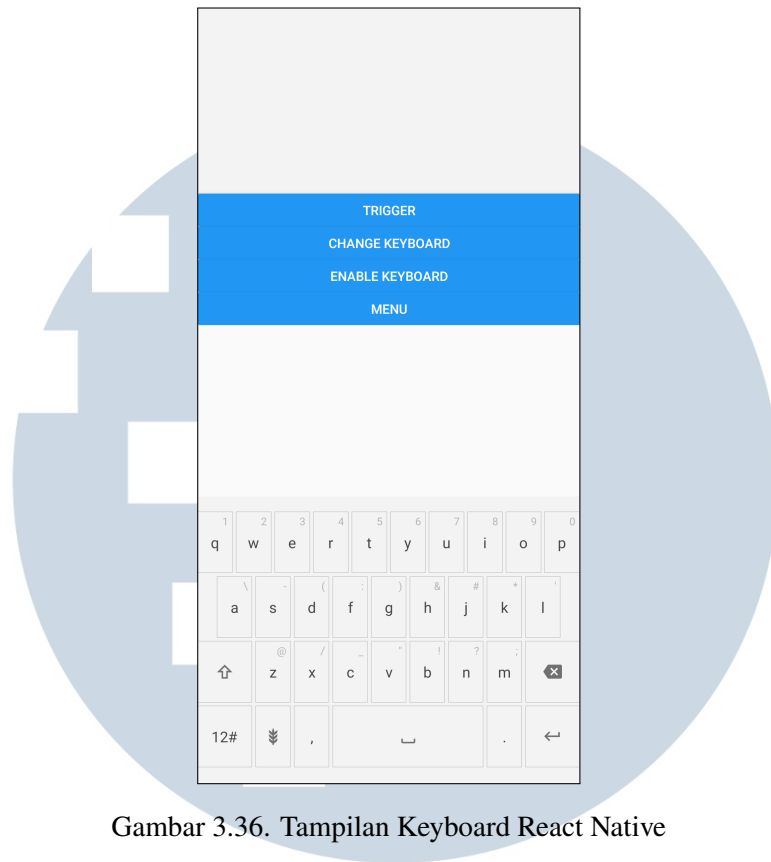 TRIGGER
CHANGE KEYBOARD
ENABLE KEYBOARD
MENU
1 2 3 4 5 6 7 8 9 0
q w e r t y u i o p
\ - ( : ) & # * '
a s d f g h j k l
@ / _ " ! ? ;
z x c v b n m
12# , .
Gambar 3.36. Tampilan Keyboard React Native